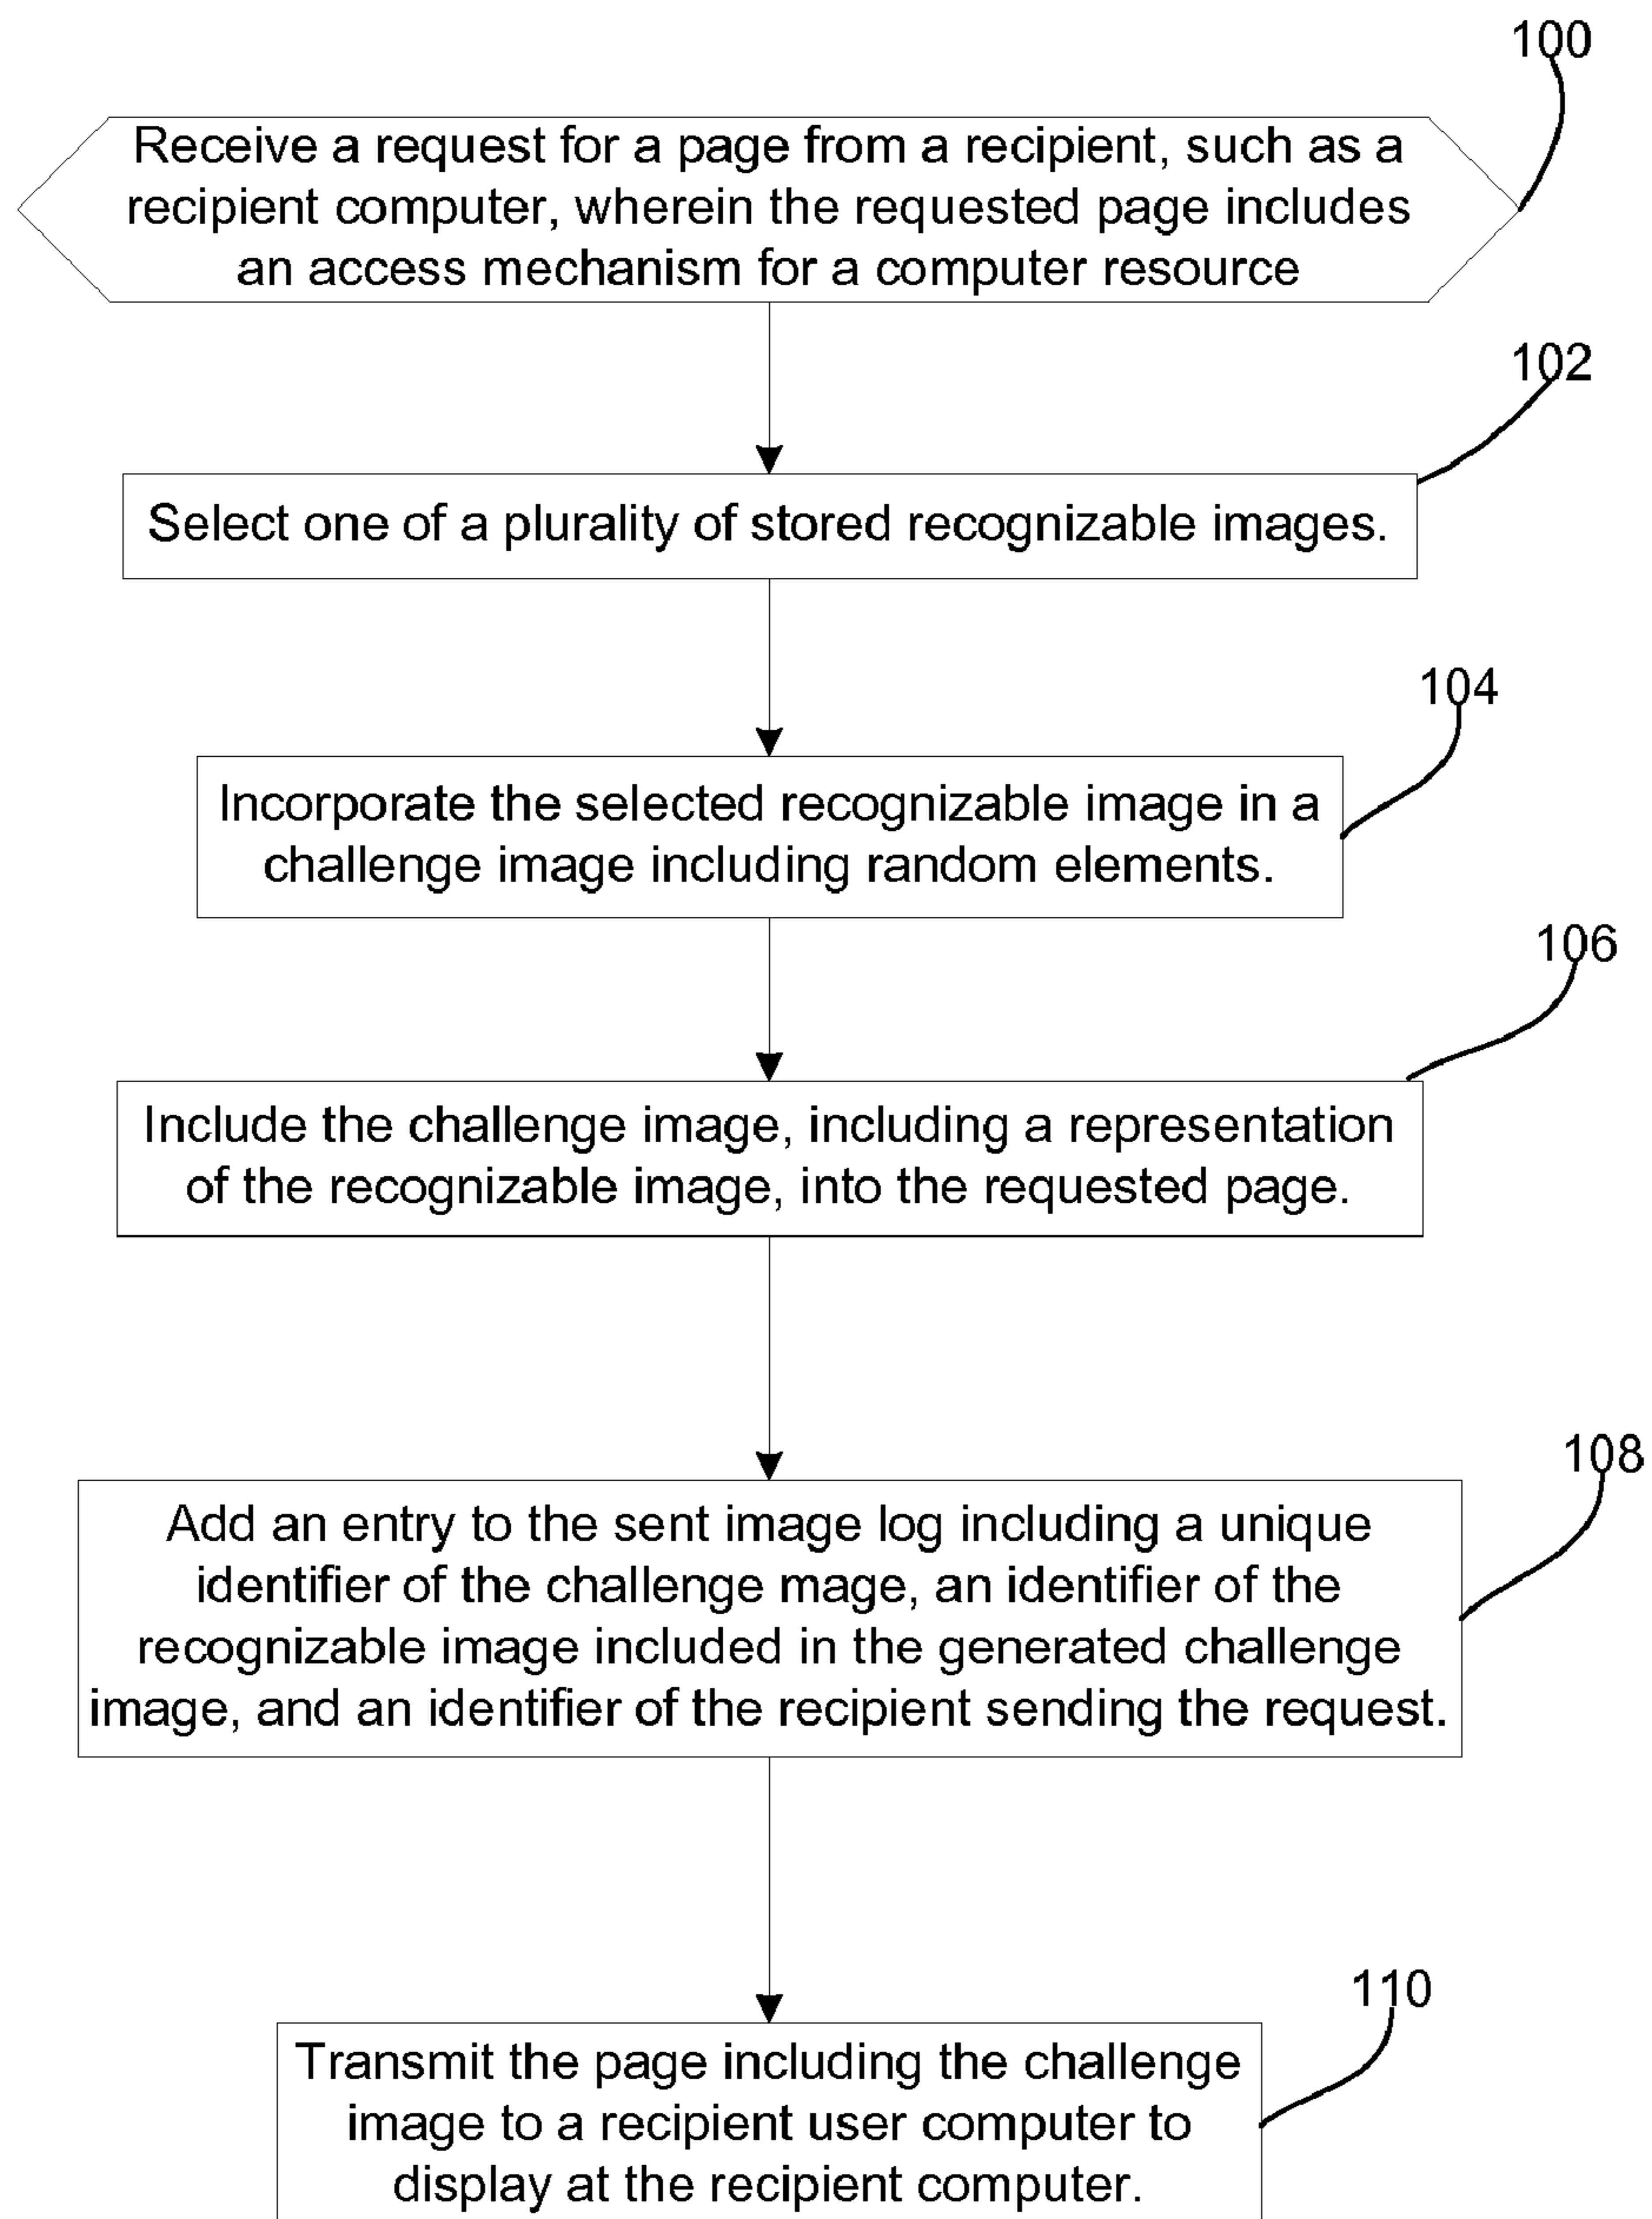 100
Receive a request for a page from a recipient, such as a
recipient computer, wherein the requested page includes
an access mechanism for a computer resource
102
Select one of a plurality of stored recognizable images.
104
Incorporate the selected recognizable image in a
challenge image including random elements.
106
Include the challenge image, including a representation
of the recognizable image, into the requested page.
108
Add an entry to the sent image log including a unique
identifier of the challenge mage, an identifier of the
recognizable image included in the generated challenge
image, and an identifier of the recipient sending the request.
110
Transmit the page including the challenge
image to a recipient user computer to
display at the recipient computer.